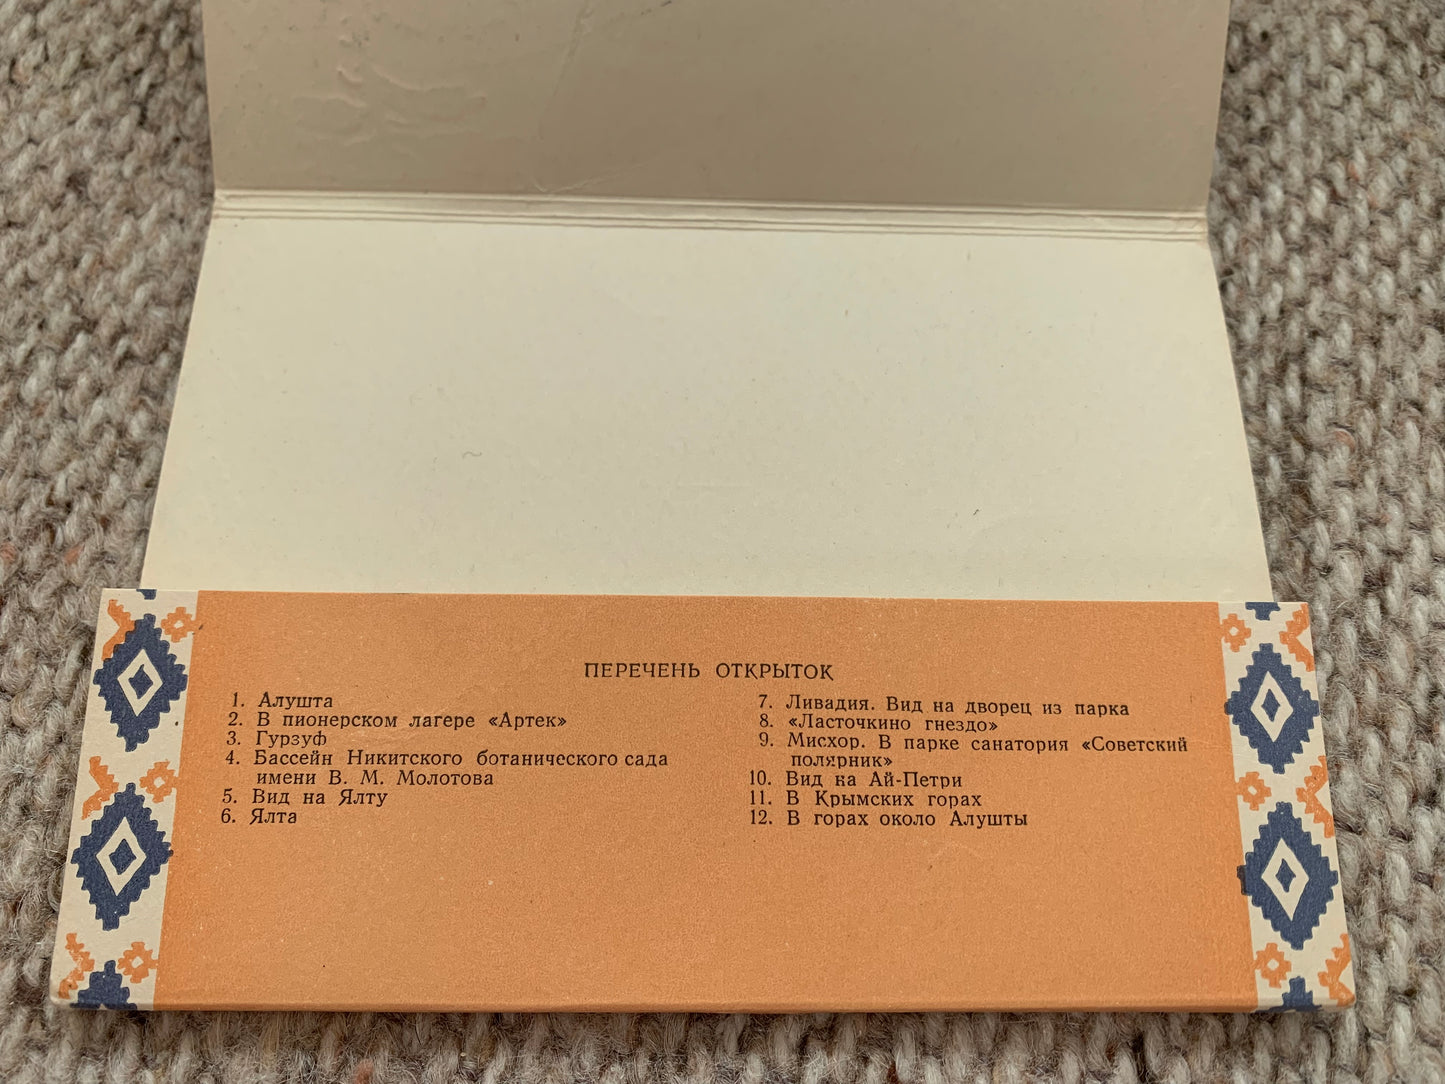 ПЕРЕЧЕНЬ ОТКРЫТОК
1. Алушта
2. В пионерском лагере «Артек»
3. Гурзуф
4. Бассейн Никитского ботанического сада
имени В. М. Молотова
5. Вид на Ялту
6. Ялта
7. Ливадия. Вид на дворец из парка
8. «Ласточкино гнездо»
9. Мисхор. В парке санатория «Советский
полярник»
10. Вид на Ай-Петри
11. В Крымских горах
12. В горах около Алушты